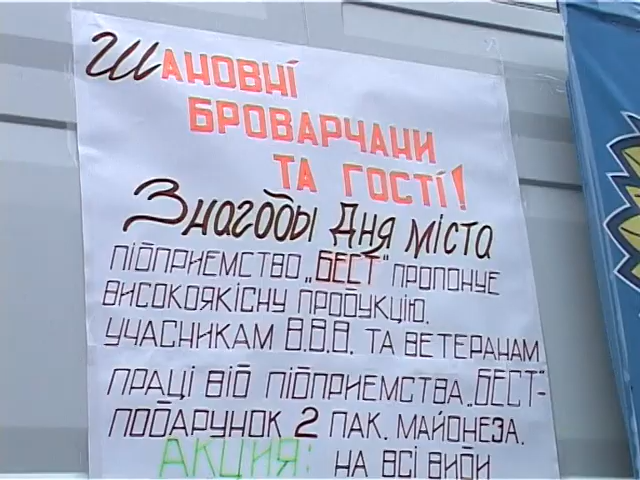 Шановні
Броварчани
та гості!
Знагоди Дня міста
підприємство „БЕСТ" пропонує
високоякісну продукцію.
учасникам В.В.В. та ветеранам
праці від підприємства „БЕСТ"-
подарунок 2 пак. майонеза.
АКЦИЯ: на всі види